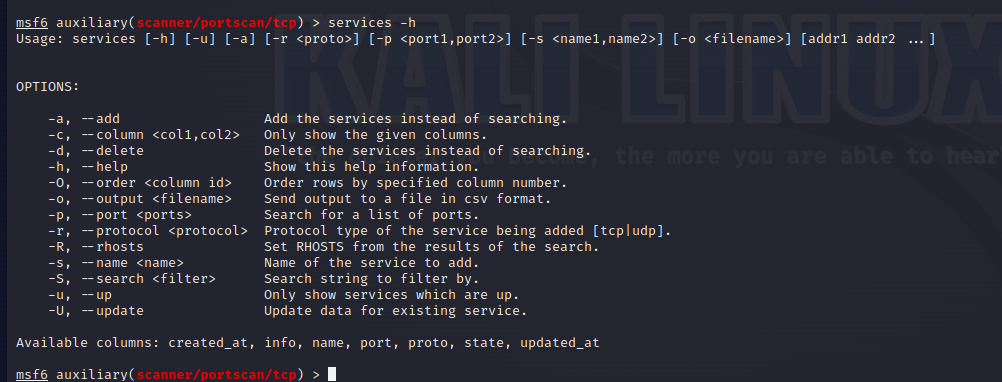 KALI LINUX
msf6 auxiliary(scanner/portscan/tcp) > services -h
Usage: services [-h] [-u] [-a] [-r <proto>] [-p <port1,port2>] [-s <name1,name2>] [-o <filename>] [addr1 addr2 ...]
OPTIONS:
-a, --add Add the services instead of searching.
-c, --column <col1,col2> Only show the given columns.
-d, --delete Delete the services instead of searching.
-h, --help Show this help information.
-O, --order <column id> Order rows by specified column number.
-o, --output <filename> Send output to a file in csv format.
-p, --port <ports> Search for a list of ports.
-r, --protocol <protocol> Protocol type of the service being added [tcp|udp].
-R, --rhosts Set RHOSTS from the results of the search.
-s, --name <name> Name of the service to add.
-S, --search <filter> Search string to filter by.
-u, --up Only show services which are up.
-U, --update Update data for existing service.
Available columns: created_at, info, name, port, proto, state, updated_at
msf6 auxiliary(scanner/portscan/tcp) >
become, the more you are able to hear